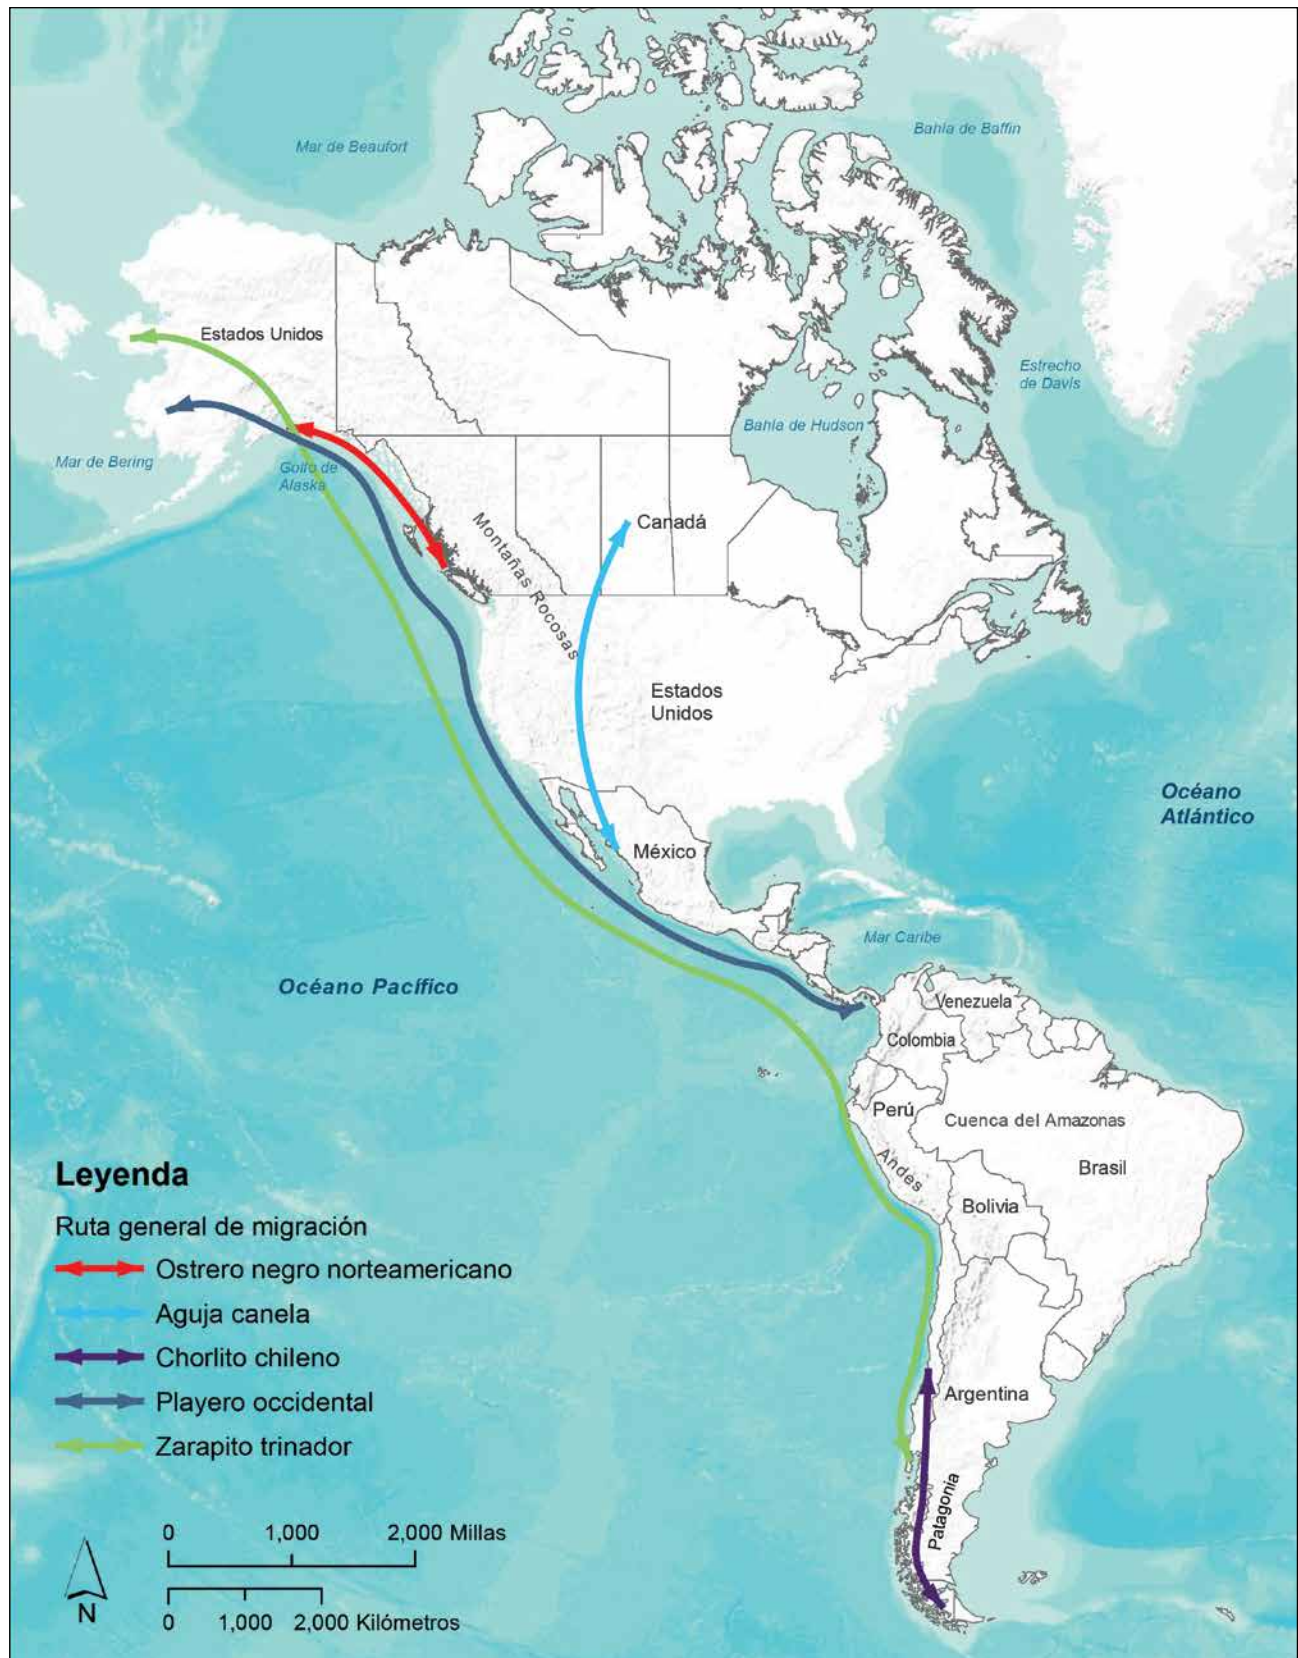 Mar de Beaufort
Bahía de Baffin
Estados Unidos
Estrecho
de Davis
Bahía de Hudson
Mar de Bering
Golfo de
Alaska
Canadá
Montañas Rocosas
Estados
Unidos
Océano
Atlántico
México
Mar Caribe
Océano Pacífico
Venezuela
Colombia
Perú
Cuenca del Amazonas
Andes
Brasil
Bolivia
Leyenda
Ruta general de migración
Ostrero negro norteamericano
Aguja canela
Chorlito chileno
Playero occidental
Zarapito trinador
Argentina
Patagonia
0 1,000 2,000 Millas
0 1,000 2,000 Kilómetros
N